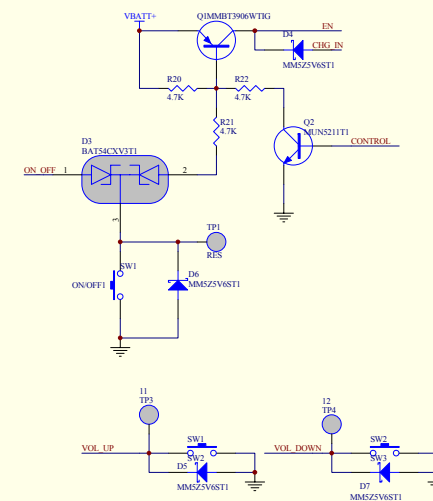 VBATT+
Q1MMBT3906WTIG
EN
D4
CHG_IN
MM5Z5V6ST1
R20
4.7K
R22
4.7K
R21
4.7K
Q2
MUN5211T1
CONTROL
D3
BAT54CXV3T1
ON_OFF 1
2
3
TP1
RES
SW1
ON/OFF1
D6
MM5Z5V6ST1
11
TP3
VOL_UP
SW1
SW2
D5
MM5Z5V6ST1
12
TP4
VOL_DOWN
SW2
SW3
D7
MM5Z5V6ST1